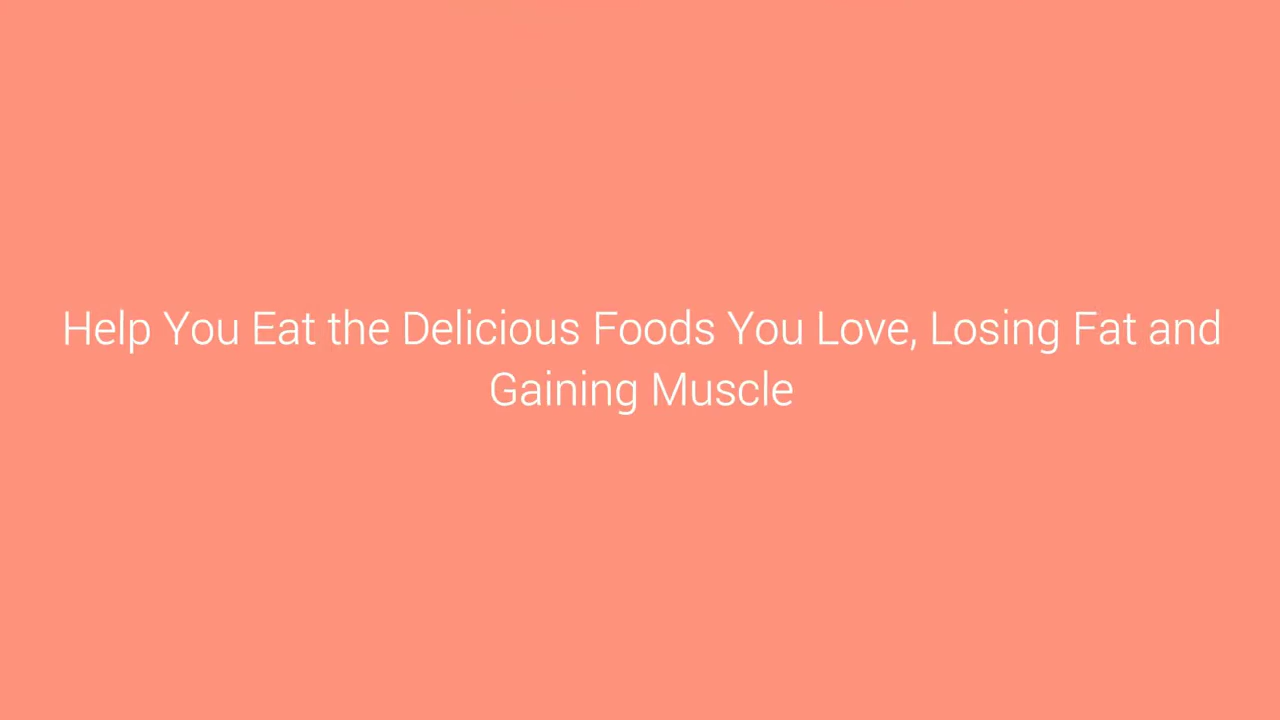 Help You Eat the Delicious Foods You Love, Losing Fat and
Gaining Muscle